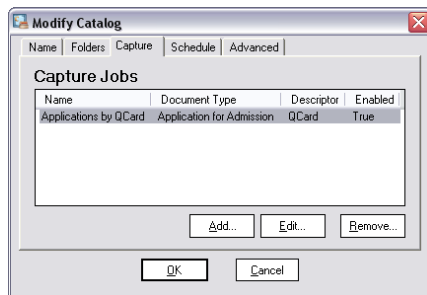 Modify Catalog
Name Folders Capture Schedule Advanced
Capture Jobs
Name Document Type Descriptor Enabled
Applications by QCard Application for Admission QCard True
Add... Edit... Remove...
OK Cancel